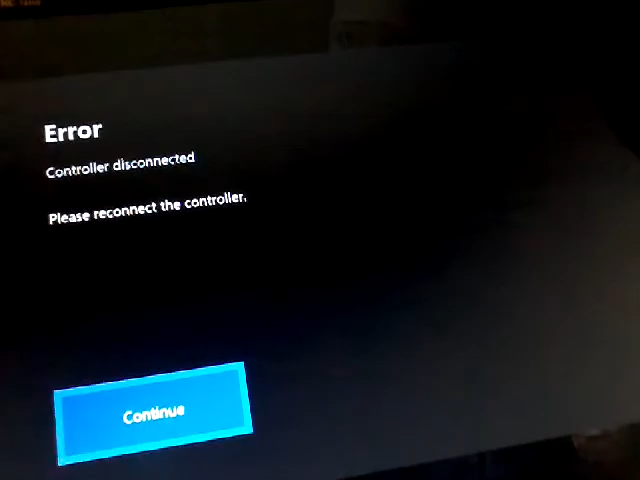 Error
Controller disconnected
Please reconnect the controller.
Continue